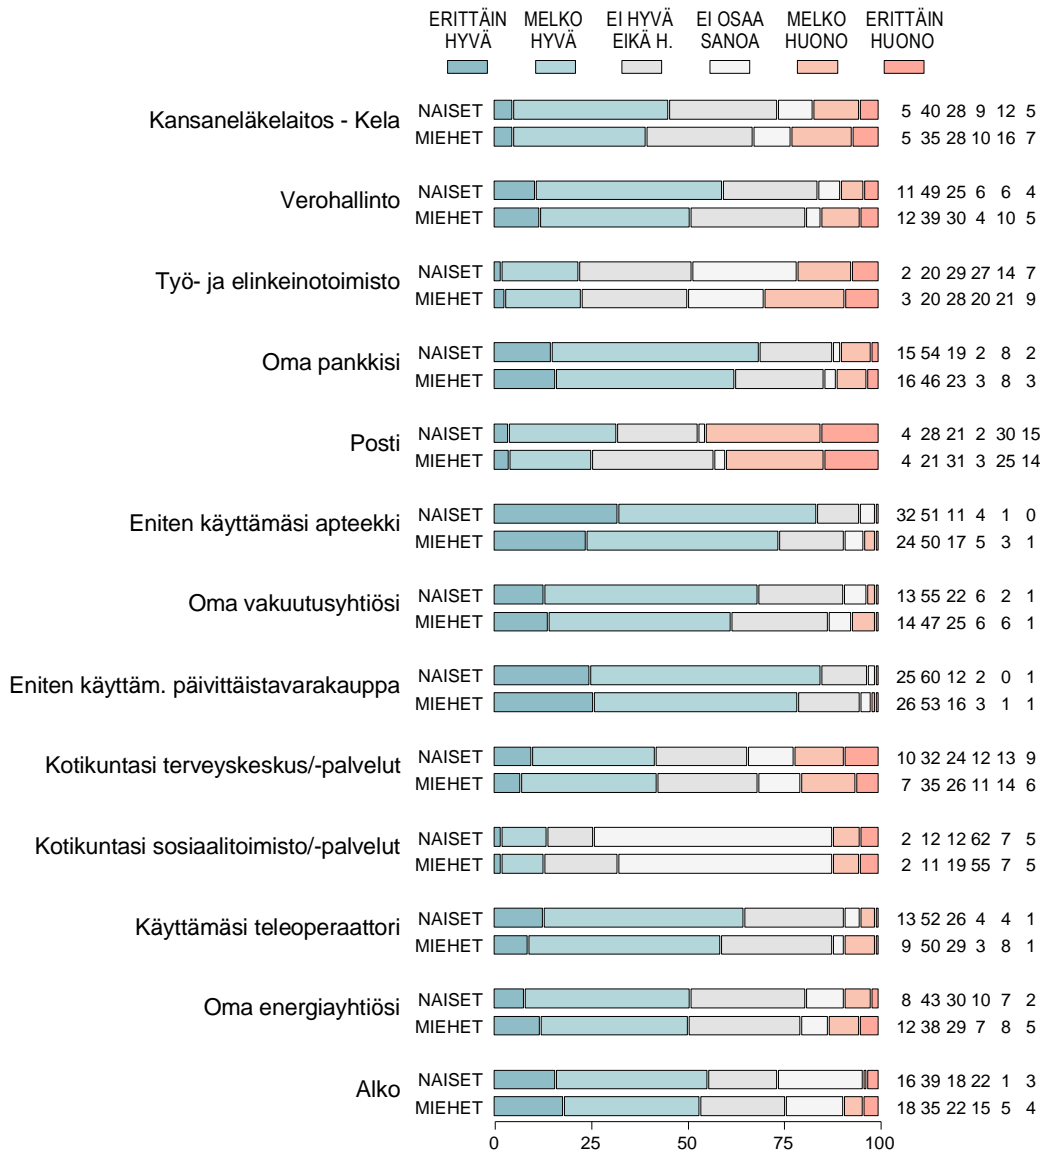 ERITTÄIN MELKO EI HYVÄ EI OSAA MELKO ERITTÄIN
HYVÄ HYVÄ EIKÄ H. SANOA HUONO HUONO
Kansaneläkelaitos - Kela
NAISET 5 40 28 9 12 5
MIEHET 5 35 28 10 16 7
Verohallinto
NAISET 11 49 25 6 6 4
MIEHET 12 39 30 4 10 5
Työ- ja elinkeinotoimisto
NAISET 2 20 29 27 14 7
MIEHET 3 20 28 20 21 9
Oma pankkisi
NAISET 15 54 19 2 8 2
MIEHET 16 46 23 3 8 3
Posti
NAISET 4 28 21 2 30 15
MIEHET 4 21 31 3 25 14
Eniten käyttämäsi apteekki
NAISET 32 51 11 4 1 0
MIEHET 24 50 17 5 3 1
Oma vakuutusyhtiösi
NAISET 13 55 22 6 2 1
MIEHET 14 47 25 6 6 1
Eniten käyttäm. päivittäistavarakauppa
NAISET 25 60 12 2 0 1
MIEHET 26 53 16 3 1 1
Kotikuntasi terveyskeskus/-palvelut
NAISET 10 32 24 12 13 9
MIEHET 7 35 26 11 14 6
Kotikuntasi sosiaalitoimisto/-palvelut
NAISET 2 12 12 62 7 5
MIEHET 2 11 19 55 7 5
Käyttämäsi teleoperaattori
NAISET 13 52 26 4 4 1
MIEHET 9 50 29 3 8 1
Oma energiayhtiösi
NAISET 8 43 30 10 7 2
MIEHET 12 38 29 7 8 5
Alko
NAISET 16 39 18 22 1 3
MIEHET 18 35 22 15 5 4
0 25 50 75 100